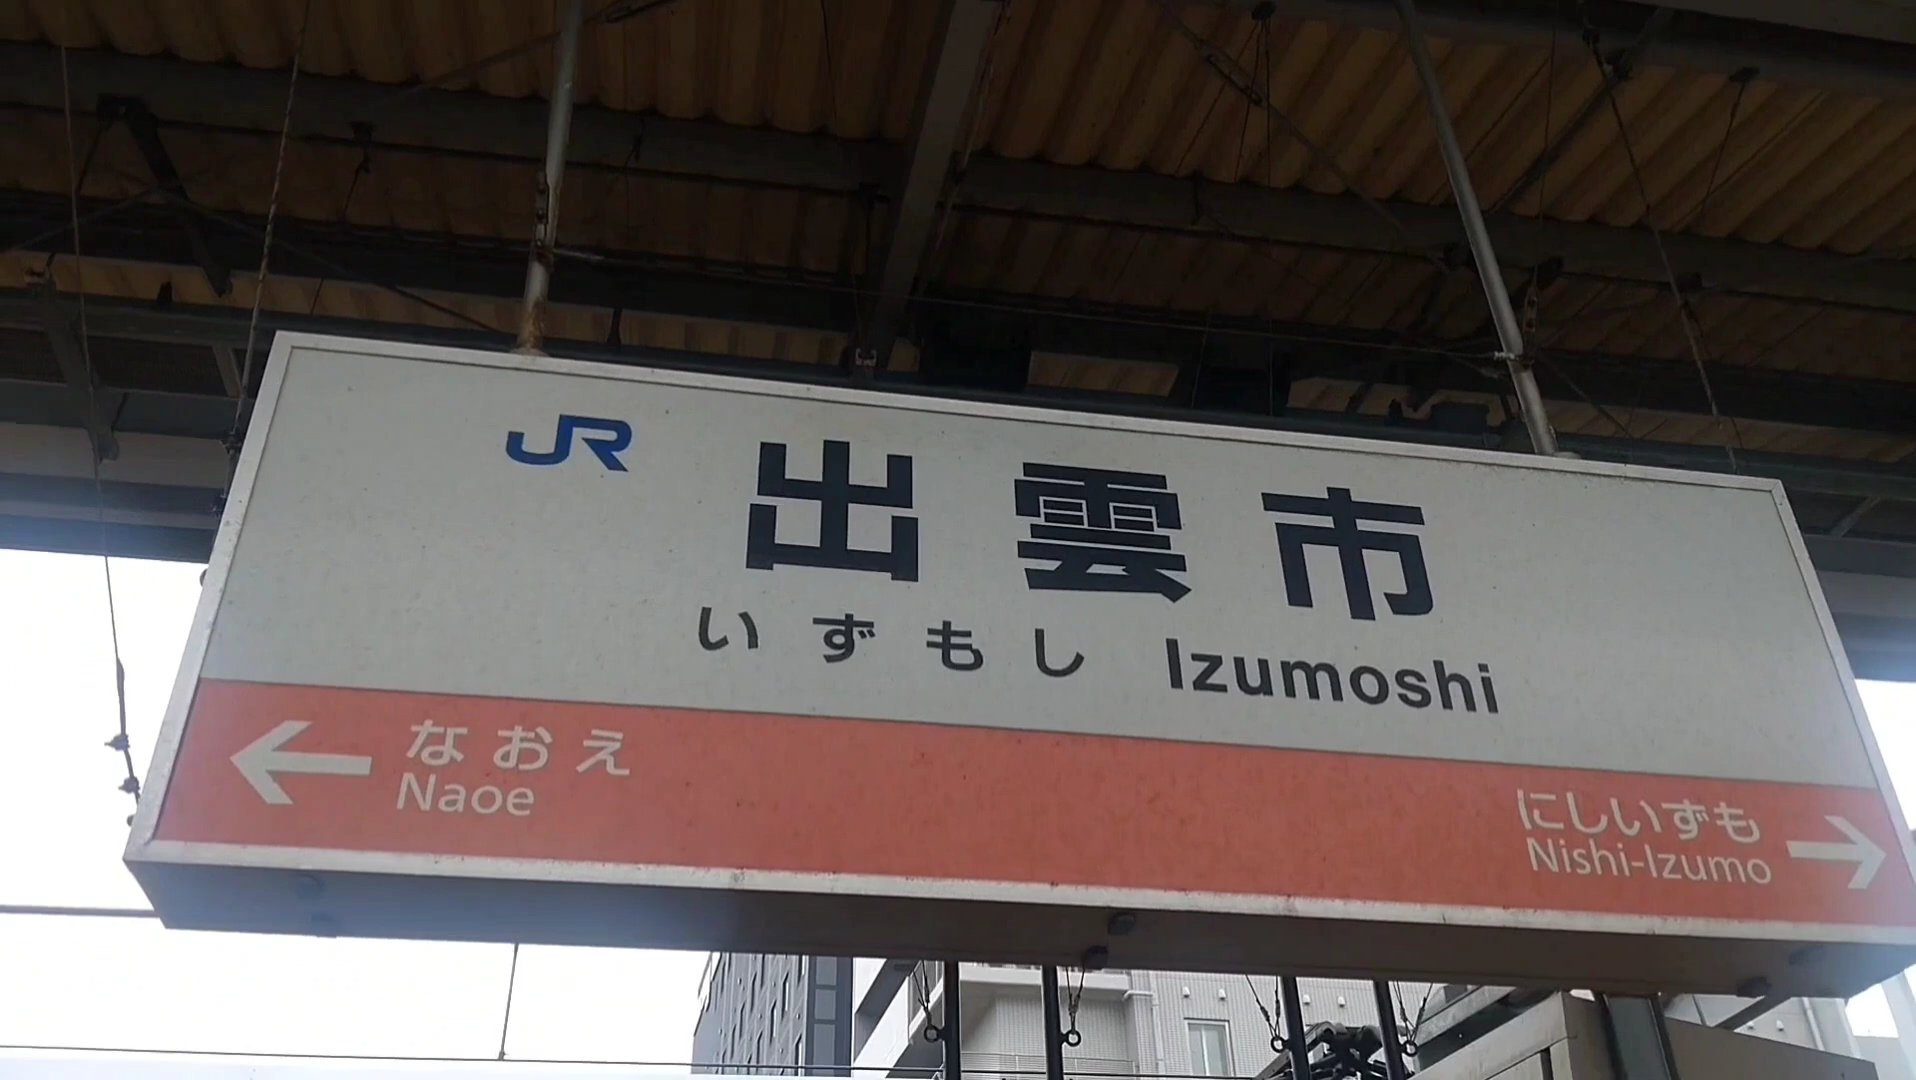 JR 出雲市
いずもし Izumoshi
← なおえ
Naoe
にしいずも →
Nishi-Izumo